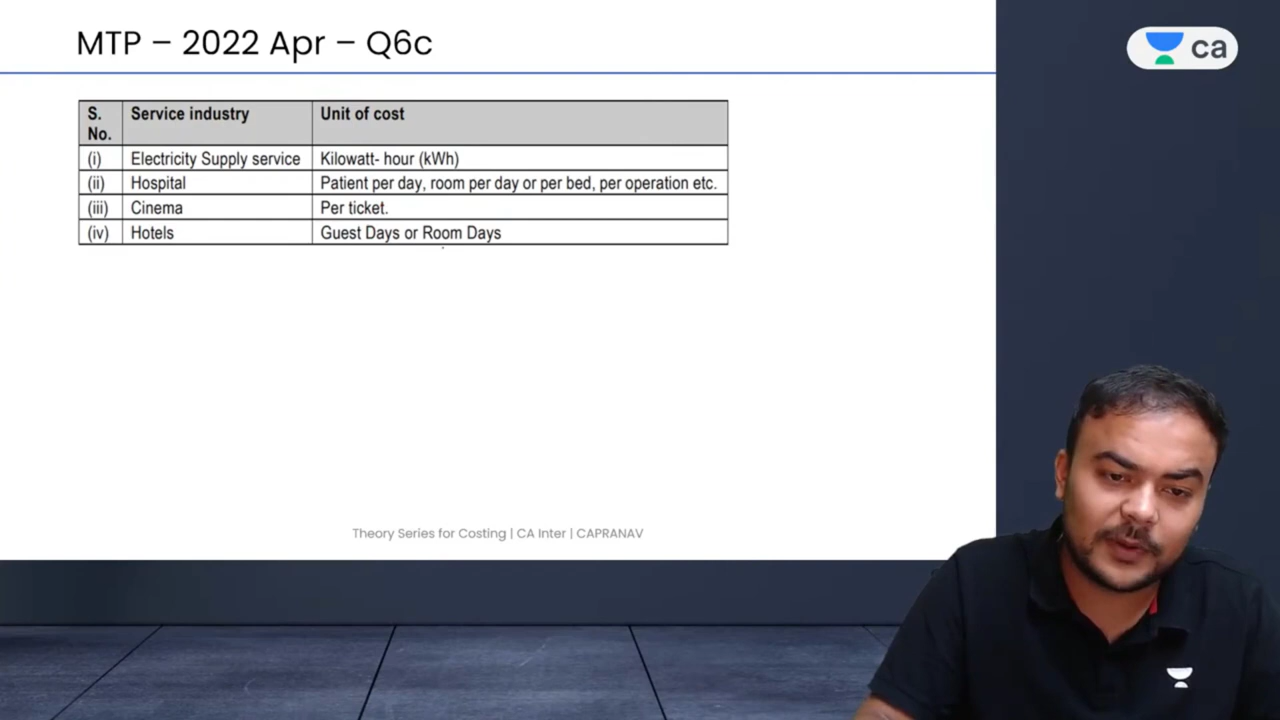 MTP – 2022 Apr – Q6c
ca
S. No. Service industry Unit of cost
(i) Electricity Supply service Kilowatt- hour (kWh)
(ii) Hospital Patient per day, room per day or per bed, per operation etc.
(iii) Cinema Per ticket.
(iv) Hotels Guest Days or Room Days
Theory Series for Costing | CA Inter | CAPRANAV